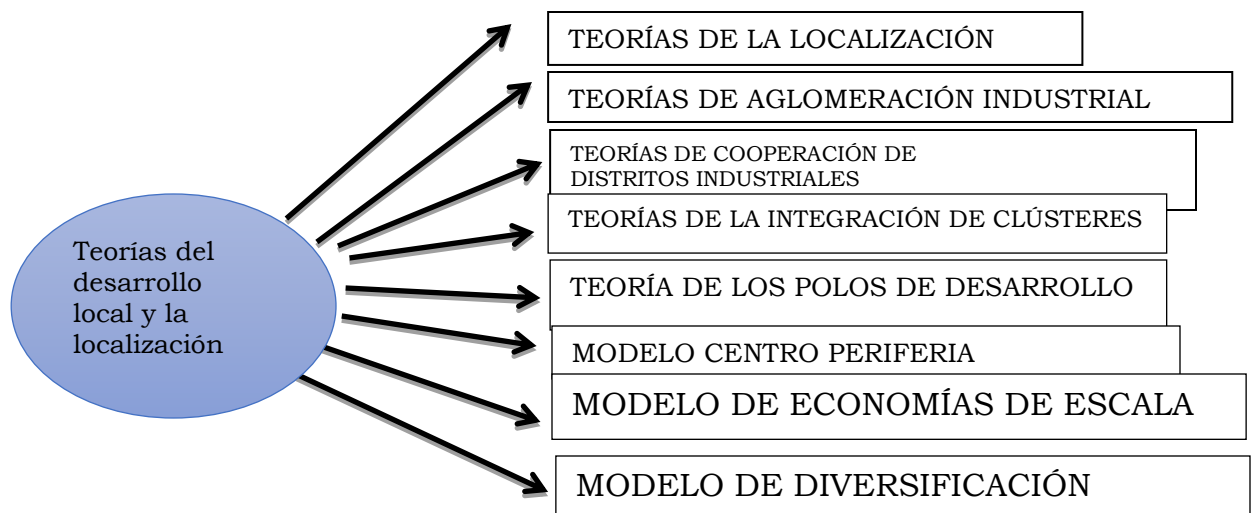 Teorías del
desarrollo
local y la
localización
TEORÍAS DE LA LOCALIZACIÓN
TEORÍAS DE AGLOMERACIÓN INDUSTRIAL
TEORÍAS DE COOPERACIÓN DE
DISTRITOS INDUSTRIALES
TEORÍAS DE LA INTEGRACIÓN DE CLÚSTERES
TEORÍA DE LOS POLOS DE DESARROLLO
MODELO CENTRO PERIFERIA
MODELO DE ECONOMÍAS DE ESCALA
MODELO DE DIVERSIFICACIÓN